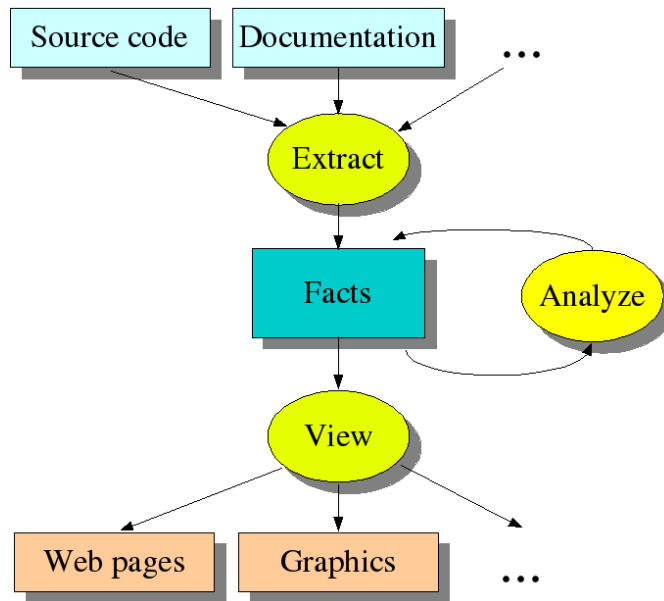 Source code
Documentation
...
Extract
Facts
Analyze
View
Web pages
Graphics
...